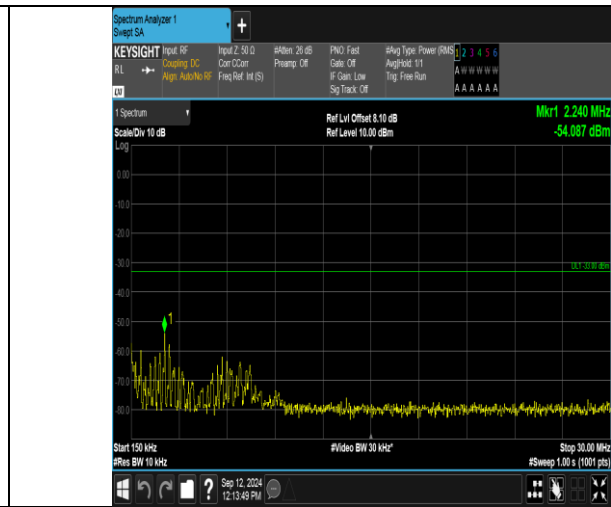 Spectrum Analyzer 1
Swept SA
+
KEYSIGHT
RL
LXI
Input: RF
Coupling: DC
Align: Auto/No RF
Input Z: 50 Ω
Corr CCorr
Freq Ref: Int (S)
#Atten: 26 dB
Preamp: Off
PNO: Fast
Gate: Off
IF Gain: Low
Sig Track: Off
#Avg Type: Power (RMS
Avg|Hold: 1/1
Trig: Free Run
1 2 3 4 5 6
A W W W W W
A A A A A A
1 Spectrum
Scale/Div 10 dB
Log
Ref Lvl Offset 8.10 dB
Ref Level 10.00 dBm
Mkr1 2.240 MHz
-54.087 dBm
0.00
-10.0
-20.0
-30.0
DL1 -33.00 dBm
-40.0
-50.0
1
-60.0
-70.0
-80.0
Start 150 kHz
#Res BW 10 kHz
#Video BW 30 kHz*
Stop 30.00 MHz
#Sweep 1.00 s (1001 pts)
?
Sep 12, 2024
12:13:49 PM